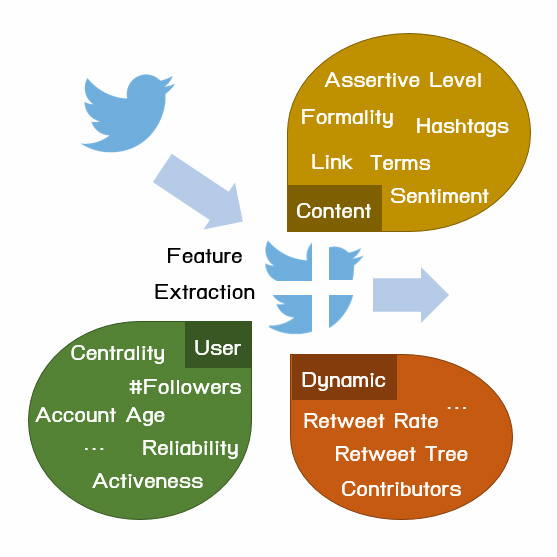 Assertive Level
Formality
Hashtags
Link
Terms
Sentiment
Content
Feature
Extraction
User
Centrality
#Followers
Account Age
...
Reliability
Activeness
Dynamic
...
Retweet Rate
Retweet Tree
Contributors